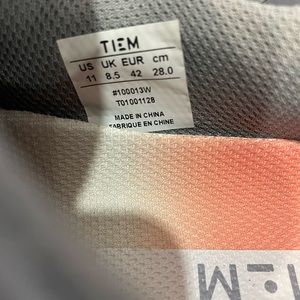 TIEM
US UK EUR cm
11 8.5 42 28.0
#100013W
T01001128
MADE IN CHINA
FABRIQUE EN CHINE
TIEM